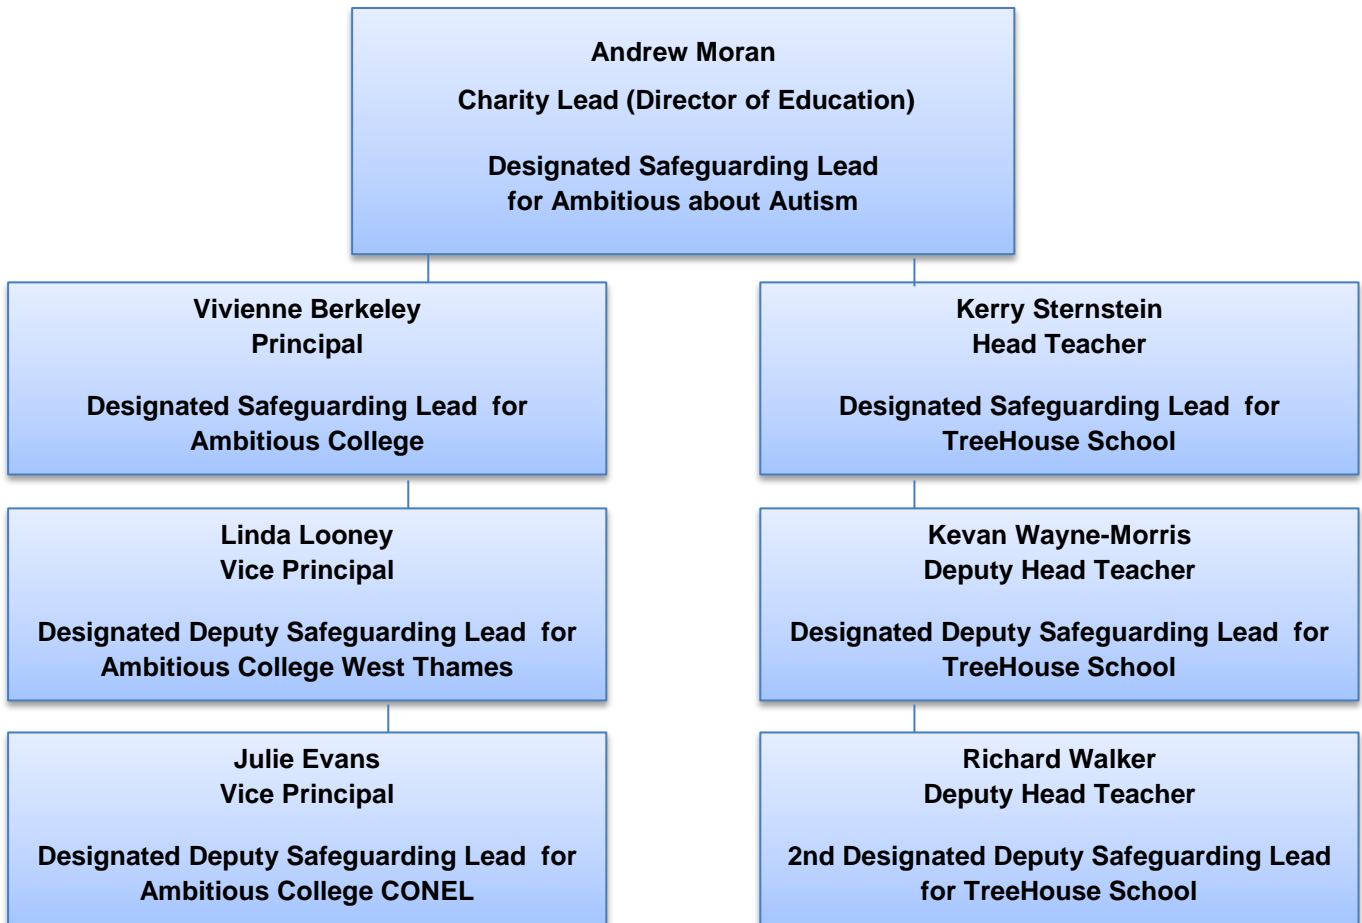 Andrew Moran
Charity Lead (Director of Education)
Designated Safeguarding Lead
for Ambitious about Autism
Vivienne Berkeley
Principal
Designated Safeguarding Lead for
Ambitious College
Kerry Sternstein
Head Teacher
Designated Safeguarding Lead for
TreeHouse School
Linda Looney
Vice Principal
Designated Deputy Safeguarding Lead for
Ambitious College West Thames
Kevan Wayne-Morris
Deputy Head Teacher
Designated Deputy Safeguarding Lead for
TreeHouse School
Julie Evans
Vice Principal
Designated Deputy Safeguarding Lead for
Ambitious College CONEL
Richard Walker
Deputy Head Teacher
2nd Designated Deputy Safeguarding Lead
for TreeHouse School